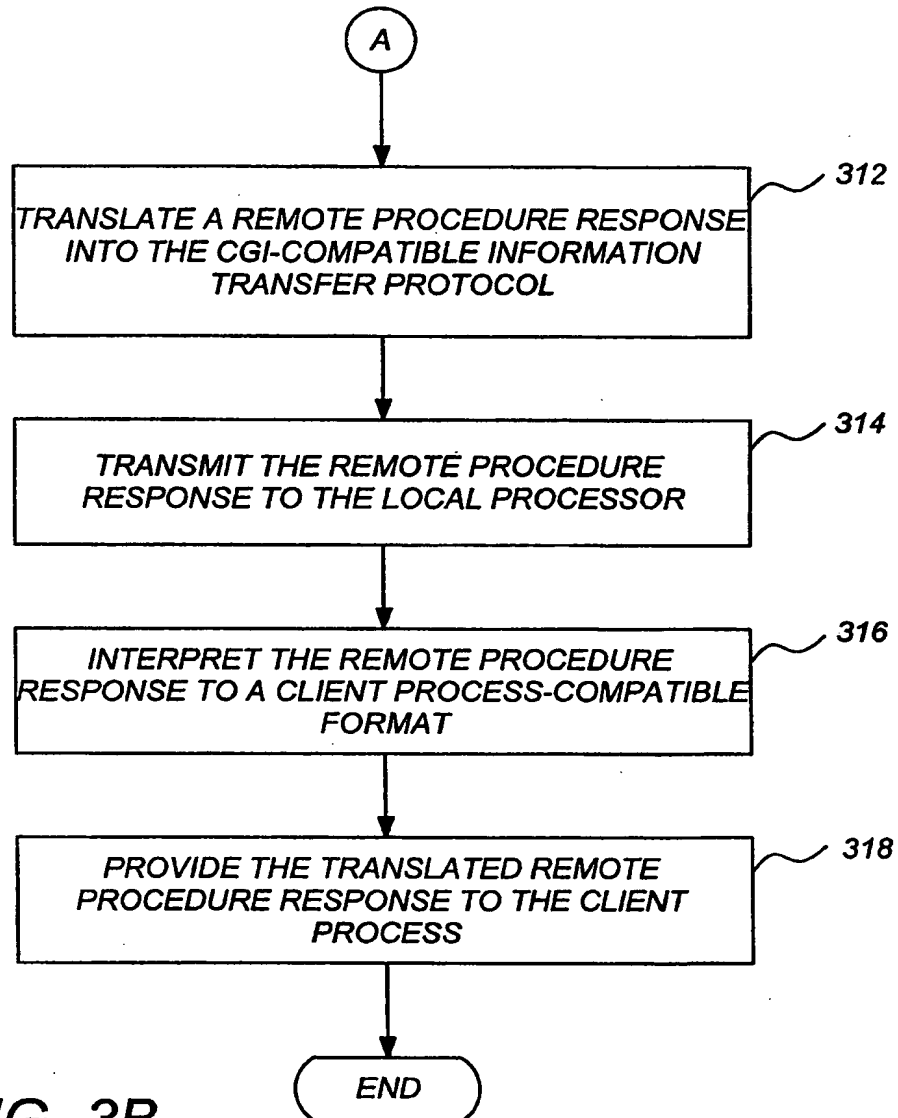 A
312
TRANSLATE A REMOTE PROCEDURE RESPONSE
INTO THE CGI-COMPATIBLE INFORMATION
TRANSFER PROTOCOL
314
TRANSMIT THE REMOTE PROCEDURE
RESPONSE TO THE LOCAL PROCESSOR
316
INTERPRET THE REMOTE PROCEDURE
RESPONSE TO A CLIENT PROCESS-COMPATIBLE
FORMAT
318
PROVIDE THE TRANSLATED REMOTE
PROCEDURE RESPONSE TO THE CLIENT
PROCESS
END
3B